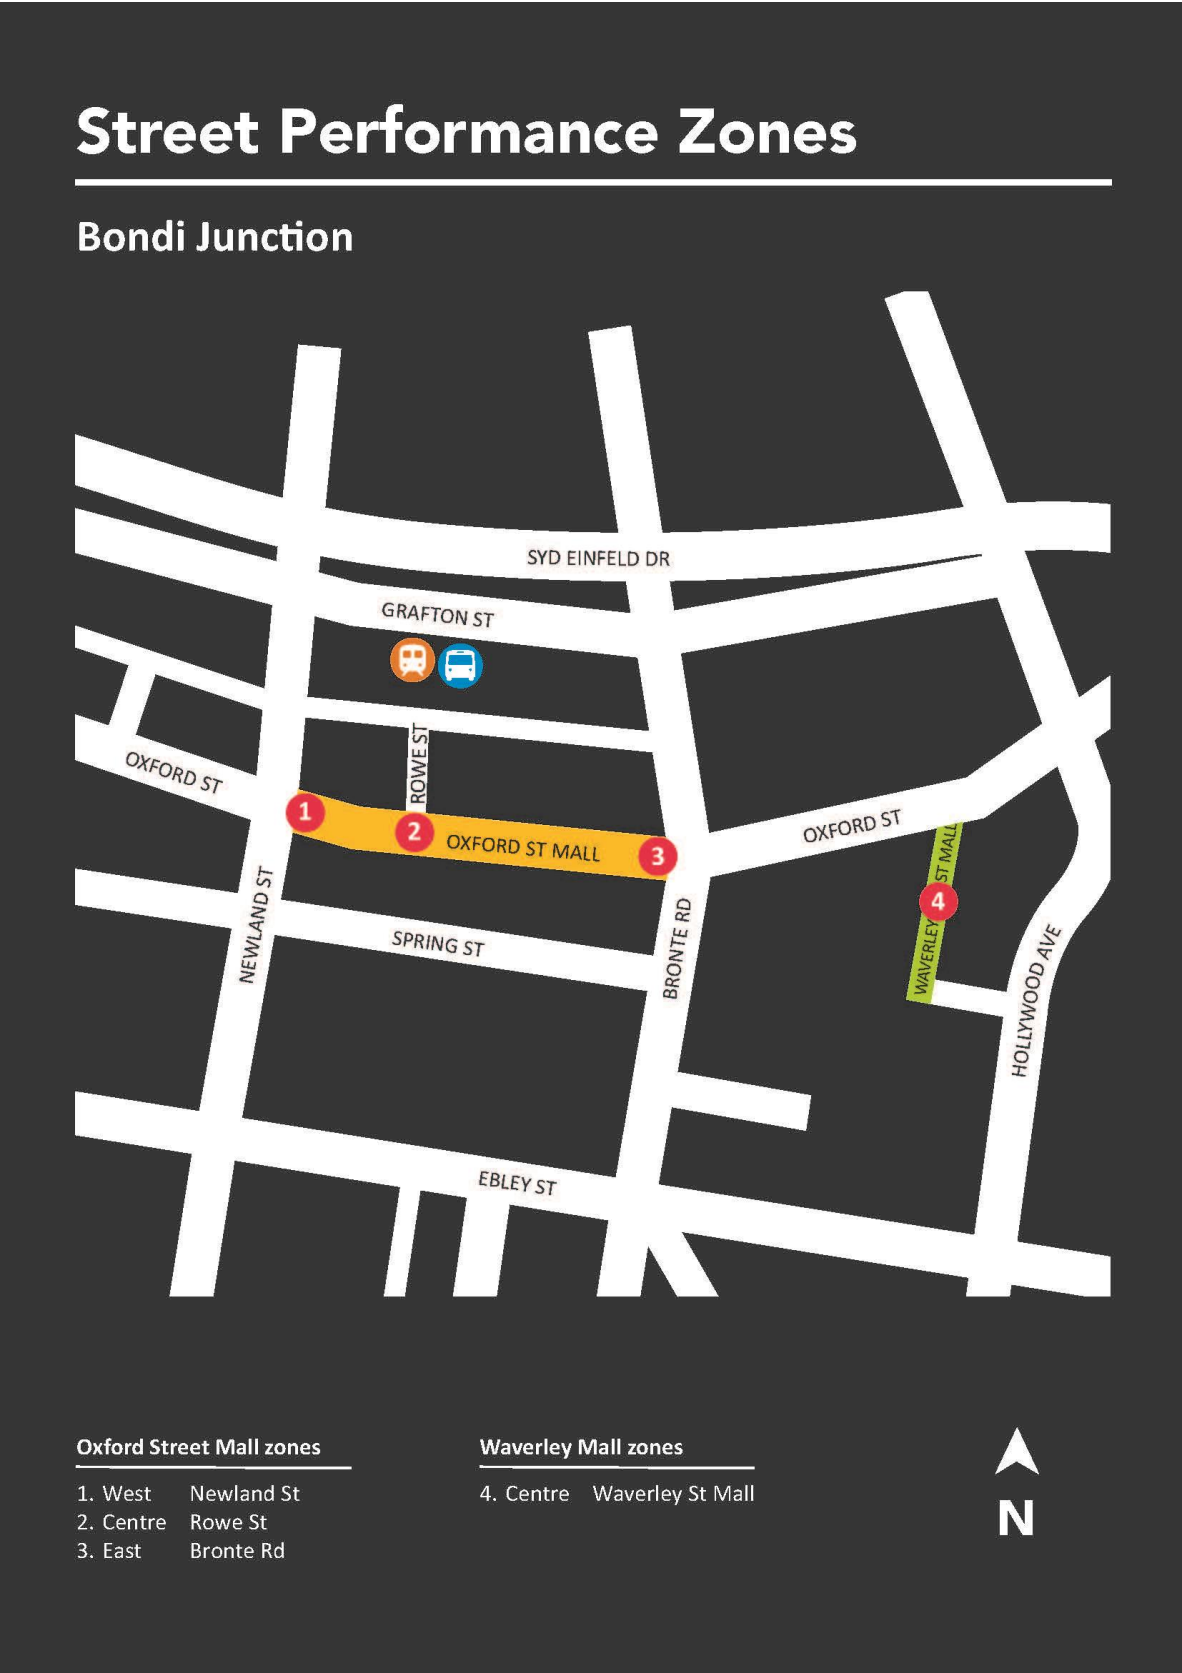 Street Performance Zones
Bondi Junction
SYD EINFELD DR
GRAFTON ST
ROWE ST
OXFORD ST
1
2
OXFORD ST MALL
3
OXFORD ST
WAVERLEY ST MALL
4
NEWLAND ST
SPRING ST
BRONTE RD
HOLLYWOOD AVE
EBLEY ST
Oxford Street Mall zones
1. West Newland St
2. Centre Rowe St
3. East Bronte Rd
Waverley Mall zones
4. Centre Waverley St Mall
N